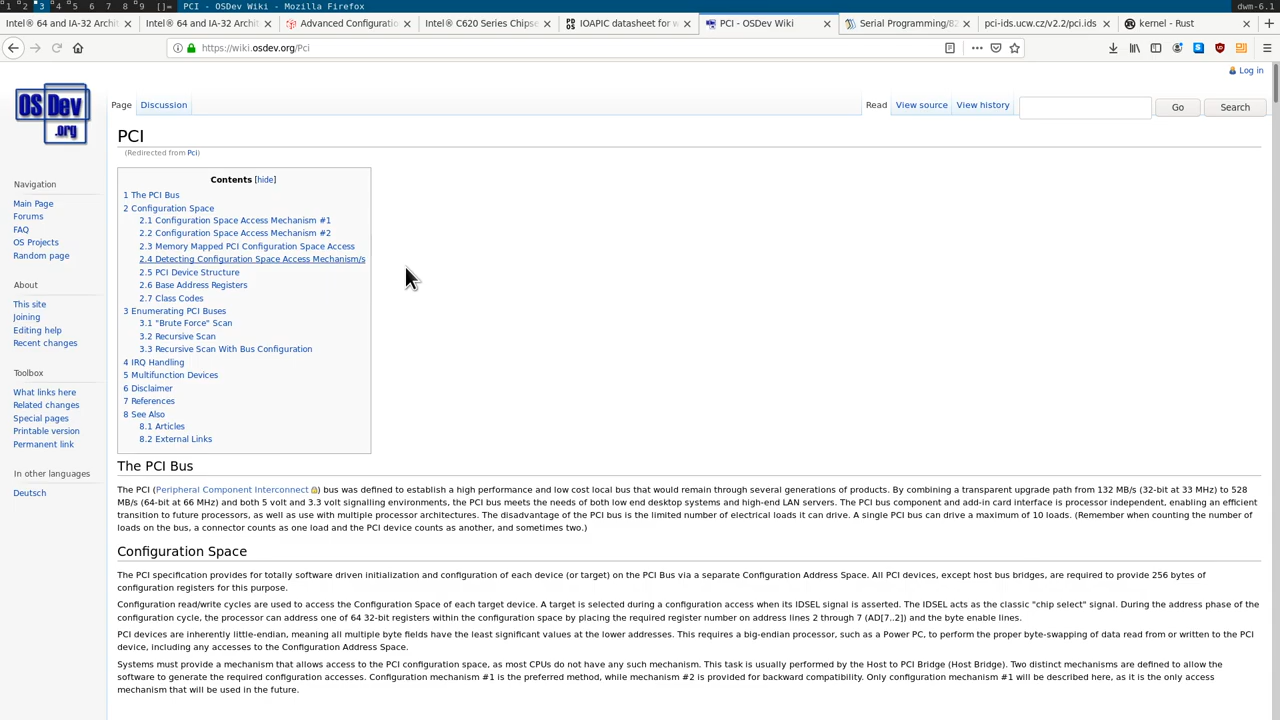 1 2 3 4 5 6 7 8 9 []= PCI - OSDev Wiki - Mozilla Firefox dwm-6.1
Intel® 64 and IA-32 Archit Intel® 64 and IA-32 Archit Advanced Configuratio Intel® C620 Series Chipse IOAPIC datasheet for w PCI - OSDev Wiki Serial Programming/82 pci-ids.ucw.cz/v2.2/pci.ids kernel - Rust
https://wiki.osdev.org/Pci
Log in
OS Dev .org
Page Discussion Read View source View history Go Search
PCI
(Redirected from Pci)
Contents [hide]
1 The PCI Bus
2 Configuration Space
2.1 Configuration Space Access Mechanism #1
2.2 Configuration Space Access Mechanism #2
2.3 Memory Mapped PCI Configuration Space Access
2.4 Detecting Configuration Space Access Mechanism/s
2.5 PCI Device Structure
2.6 Base Address Registers
2.7 Class Codes
3 Enumerating PCI Buses
3.1 "Brute Force" Scan
3.2 Recursive Scan
3.3 Recursive Scan With Bus Configuration
4 IRQ Handling
5 Multifunction Devices
6 Disclaimer
7 References
8 See Also
8.1 Articles
8.2 External Links
Navigation
Main Page
Forums
FAQ
OS Projects
Random page
About
This site
Joining
Editing help
Recent changes
Toolbox
What links here
Related changes
Special pages
Printable version
Permanent link
In other languages
Deutsch
The PCI Bus
The PCI (Peripheral Component Interconnect) bus was defined to establish a high performance and low cost local bus that would remain through several generations of products. By combining a transparent upgrade path from 132 MB/s (32-bit at 33 MHz) to 528
MB/s (64-bit at 66 MHz) and both 5 volt and 3.3 volt signalling environments, the PCI bus meets the needs of both low end desktop systems and high-end LAN servers. The PCI bus component and add-in card interface is processor independent, enabling an efficient
transition to future processors, as well as use with multiple processor architectures. The disadvantage of the PCI bus is the limited number of electrical loads it can drive. A single PCI bus can drive a maximum of 10 loads. (Remember when counting the number of
loads on the bus, a connector counts as one load and the PCI device counts as another, and sometimes two.)
Configuration Space
The PCI specification provides for totally software driven initialization and configuration of each device (or target) on the PCI Bus via a separate Configuration Address Space. All PCI devices, except host bus bridges, are required to provide 256 bytes of
configuration registers for this purpose.
Configuration read/write cycles are used to access the Configuration Space of each target device. A target is selected during a configuration access when its IDSEL signal is asserted. The IDSEL acts as the classic "chip select" signal. During the address phase of the
configuration cycle, the processor can address one of 64 32-bit registers within the configuration space by placing the required register number on address lines 2 through 7 (AD[7..2]) and the byte enable lines.
PCI devices are inherently little-endian, meaning all multiple byte fields have the least significant values at the lower addresses. This requires a big-endian processor, such as a Power PC, to perform the proper byte-swapping of data read from or written to the PCI
device, including any accesses to the Configuration Address Space.
Systems must provide a mechanism that allows access to the PCI configuration space, as most CPUs do not have any such mechanism. This task is usually performed by the Host to PCI Bridge (Host Bridge). Two distinct mechanisms are defined to allow the
software to generate the required configuration accesses. Configuration mechanism #1 is the preferred method, while mechanism #2 is provided for backward compatibility. Only configuration mechanism #1 will be described here, as it is the only access
mechanism that will be used in the future.